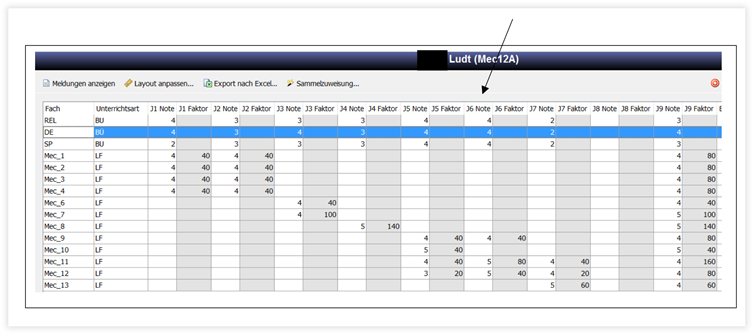 Ludt (Mec12A)
Meldungen anzeigen Layout anpassen... Export nach Excel... Sammelzuweisung...
Fach Unterrichtsart J1 Note J1 Faktor J2 Note J2 Faktor J3 Note J3 Faktor J4 Note J4 Faktor J5 Note J5 Faktor J6 Note J6 Faktor J7 Note J7 Faktor J8 Note J8 Faktor J9 Note J9 Faktor
REL BU 4 3 3 3 4 4 2 3
DE BU 4 3 4 3 4 4 2 4
SP BU 2 3 3 3 4 4 2 3
Mec_1 LF 4 40 4 40 4 80
Mec_2 LF 4 40 4 40 4 80
Mec_3 LF 4 40 4 40 4 80
Mec_4 LF 4 40 4 40 4 80
Mec_6 LF 4 40 4 40
Mec_7 LF 4 100 5 100
Mec_8 LF 5 140 5 140
Mec_9 LF 4 40 4 40 4 80
Mec_10 LF 5 40 5 40
Mec_11 LF 4 40 5 80 4 40 4 160
Mec_12 LF 3 20 5 40 4 20 4 80
Mec_13 LF 5 60 4 60